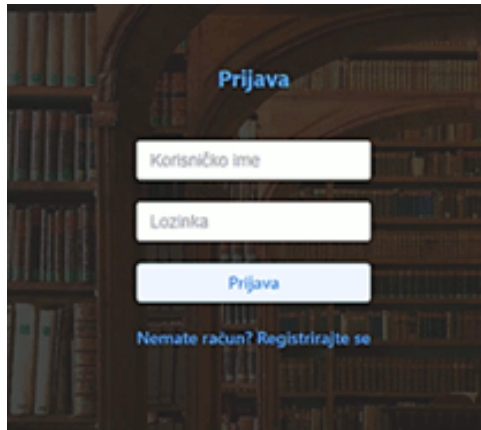 Prijava
Korisničko ime
Lozinka
Prijava
Nemate račun? Registrirajte se